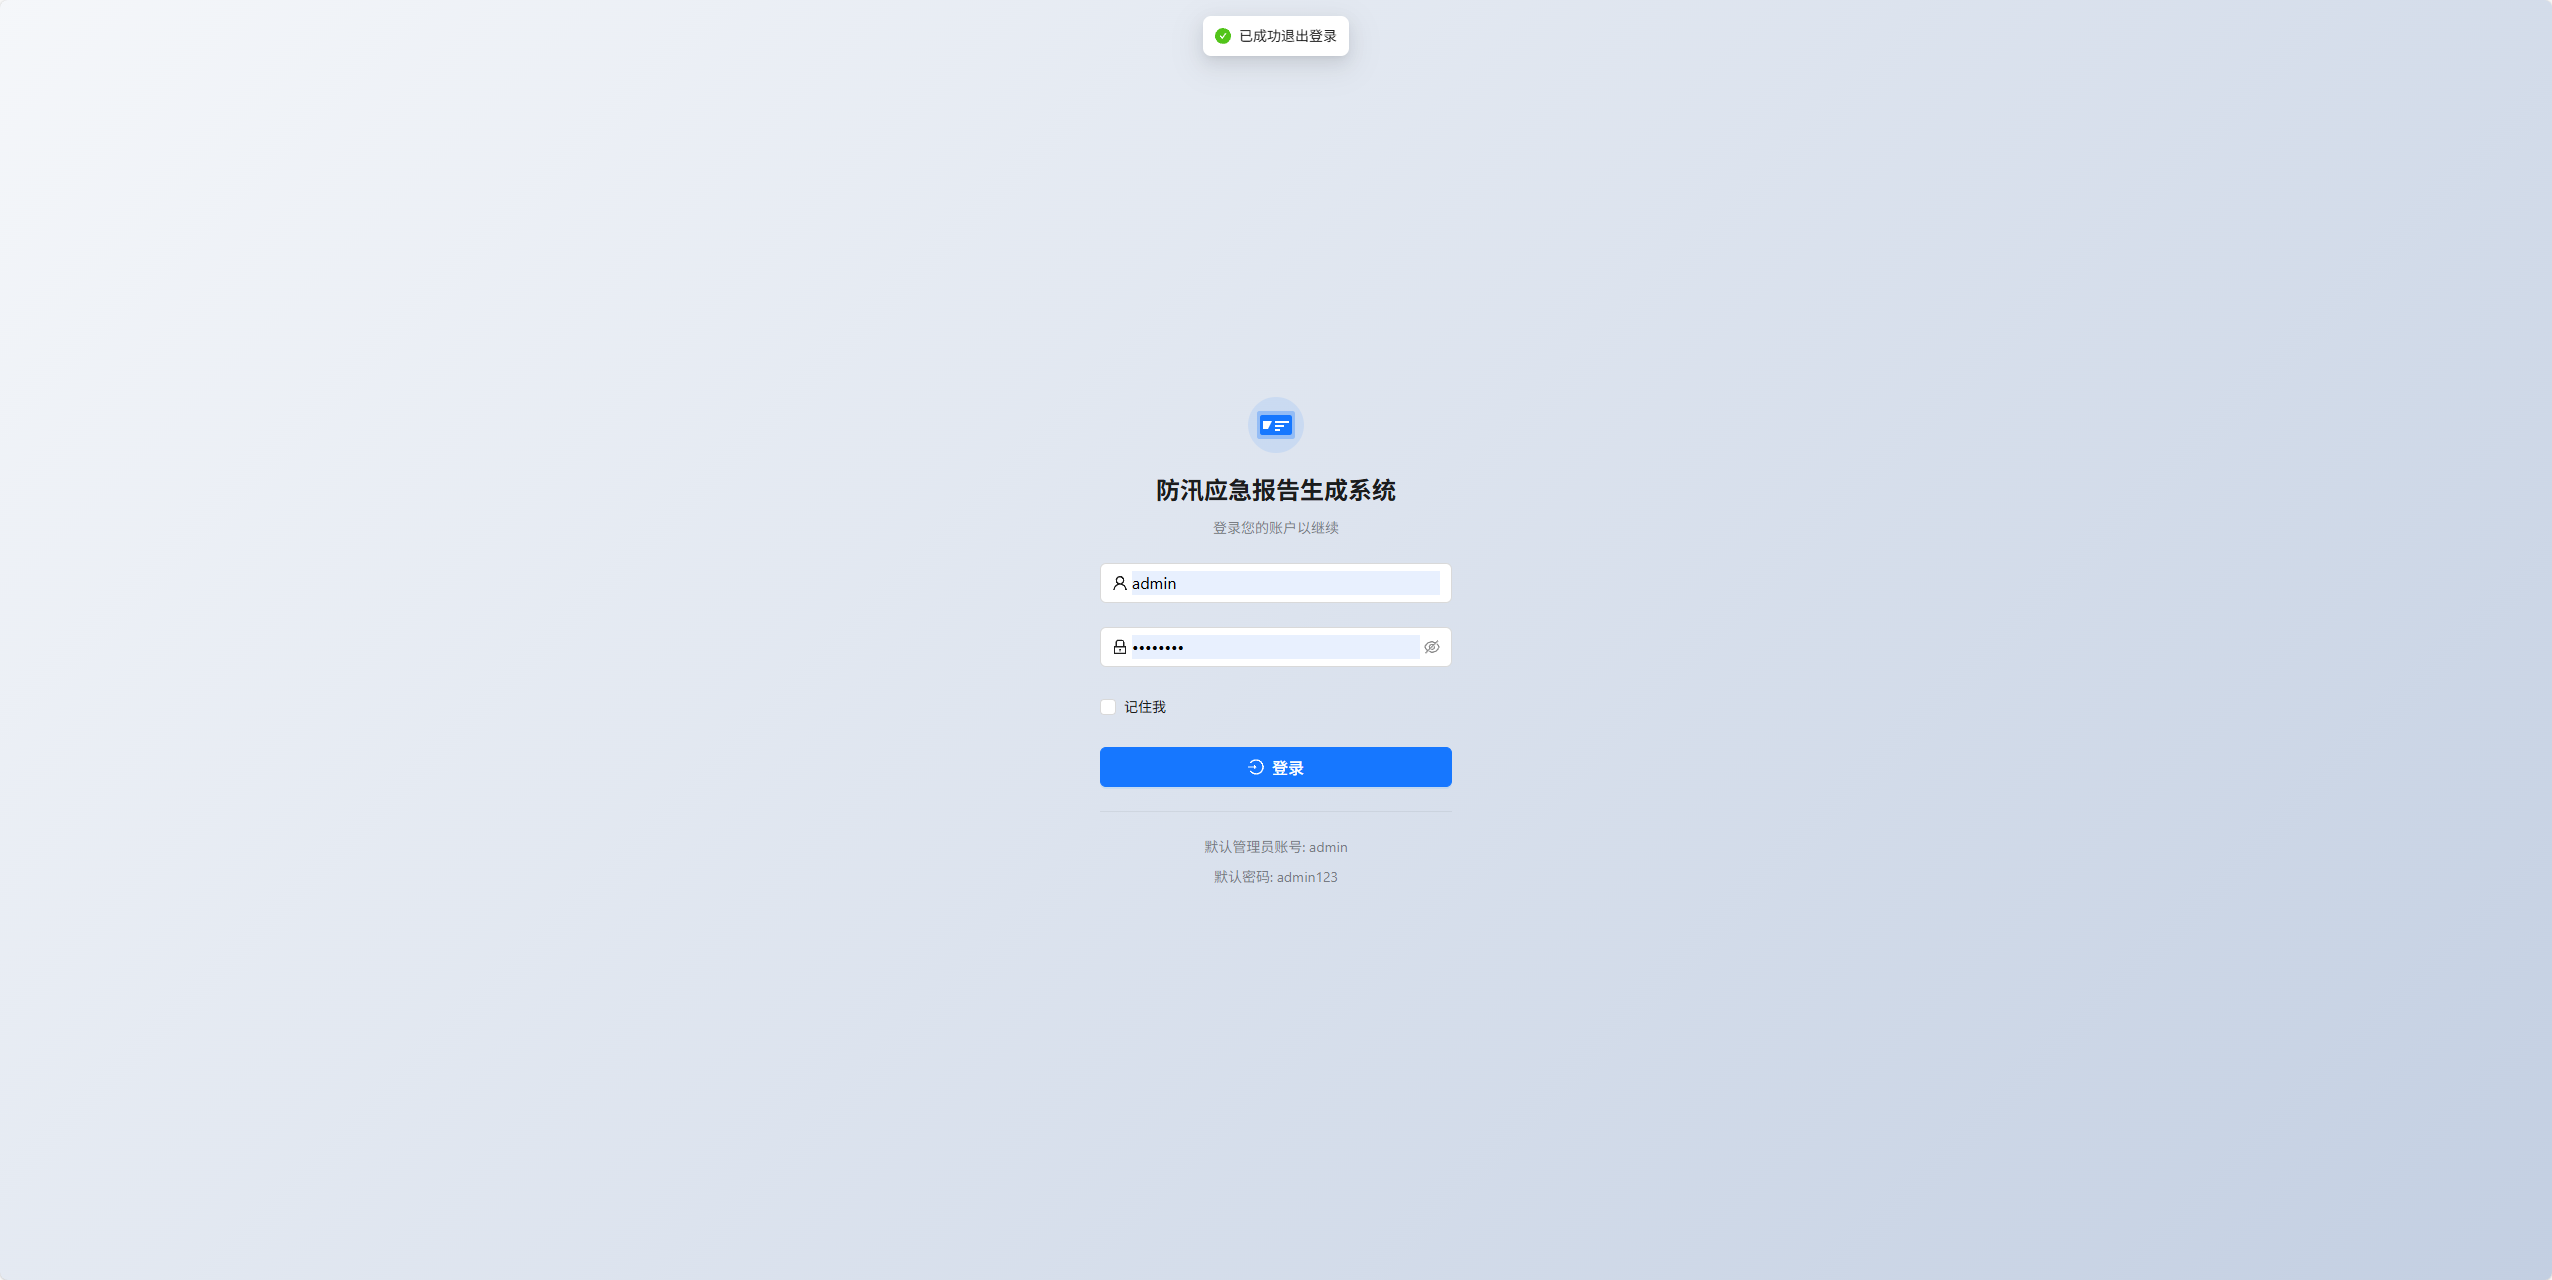 已成功退出登录
防汛应急报告生成系统
登录您的账户以继续
admin
••••••••
记住我
登录
默认管理员账号: admin
默认密码: admin123